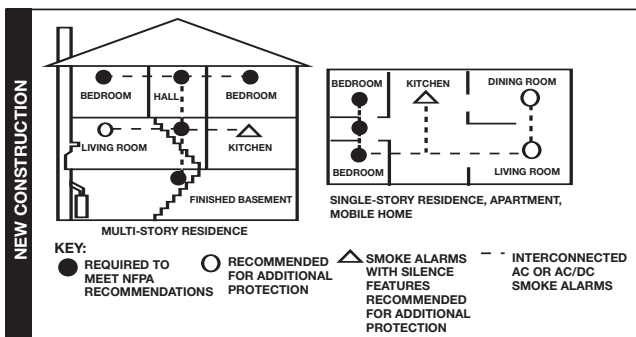 NEW CONSTRUCTION
BEDROOM
HALL
BEDROOM
LIVING ROOM
KITCHEN
FINISHED BASEMENT
MULTI-STORY RESIDENCE
BEDROOM
KITCHEN
DINING ROOM
BEDROOM
LIVING ROOM
SINGLE-STORY RESIDENCE, APARTMENT,
MOBILE HOME
KEY:
REQUIRED TO
MEET NFPA
RECOMMENDATIONS
RECOMMENDED
FOR ADDITIONAL
PROTECTION
SMOKE ALARMS
WITH SILENCE
FEATURES
RECOMMENDED
FOR ADDITIONAL
PROTECTION
INTERCONNECTED
AC OR AC/DC
SMOKE ALARMS